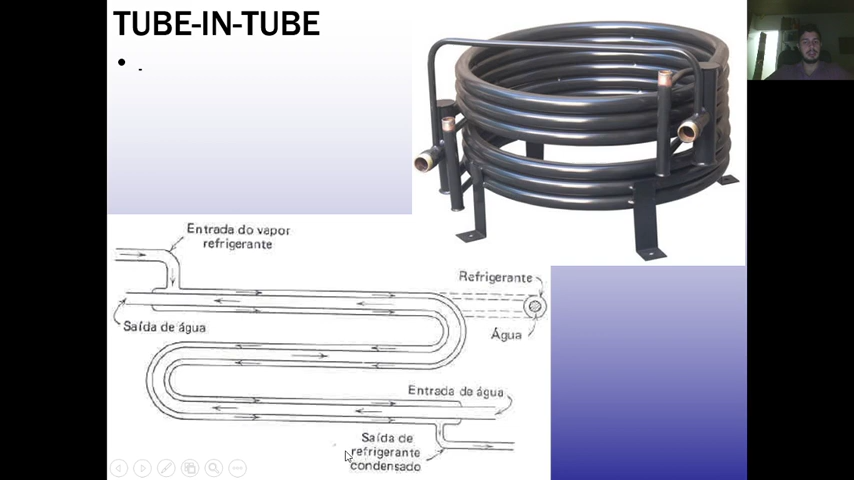 TUBE-IN-TUBE
• .
Entrada do vapor
refrigerante
Refrigerante
Saída de água
Água
Entrada de água
Saída de
refrigerante
condensado